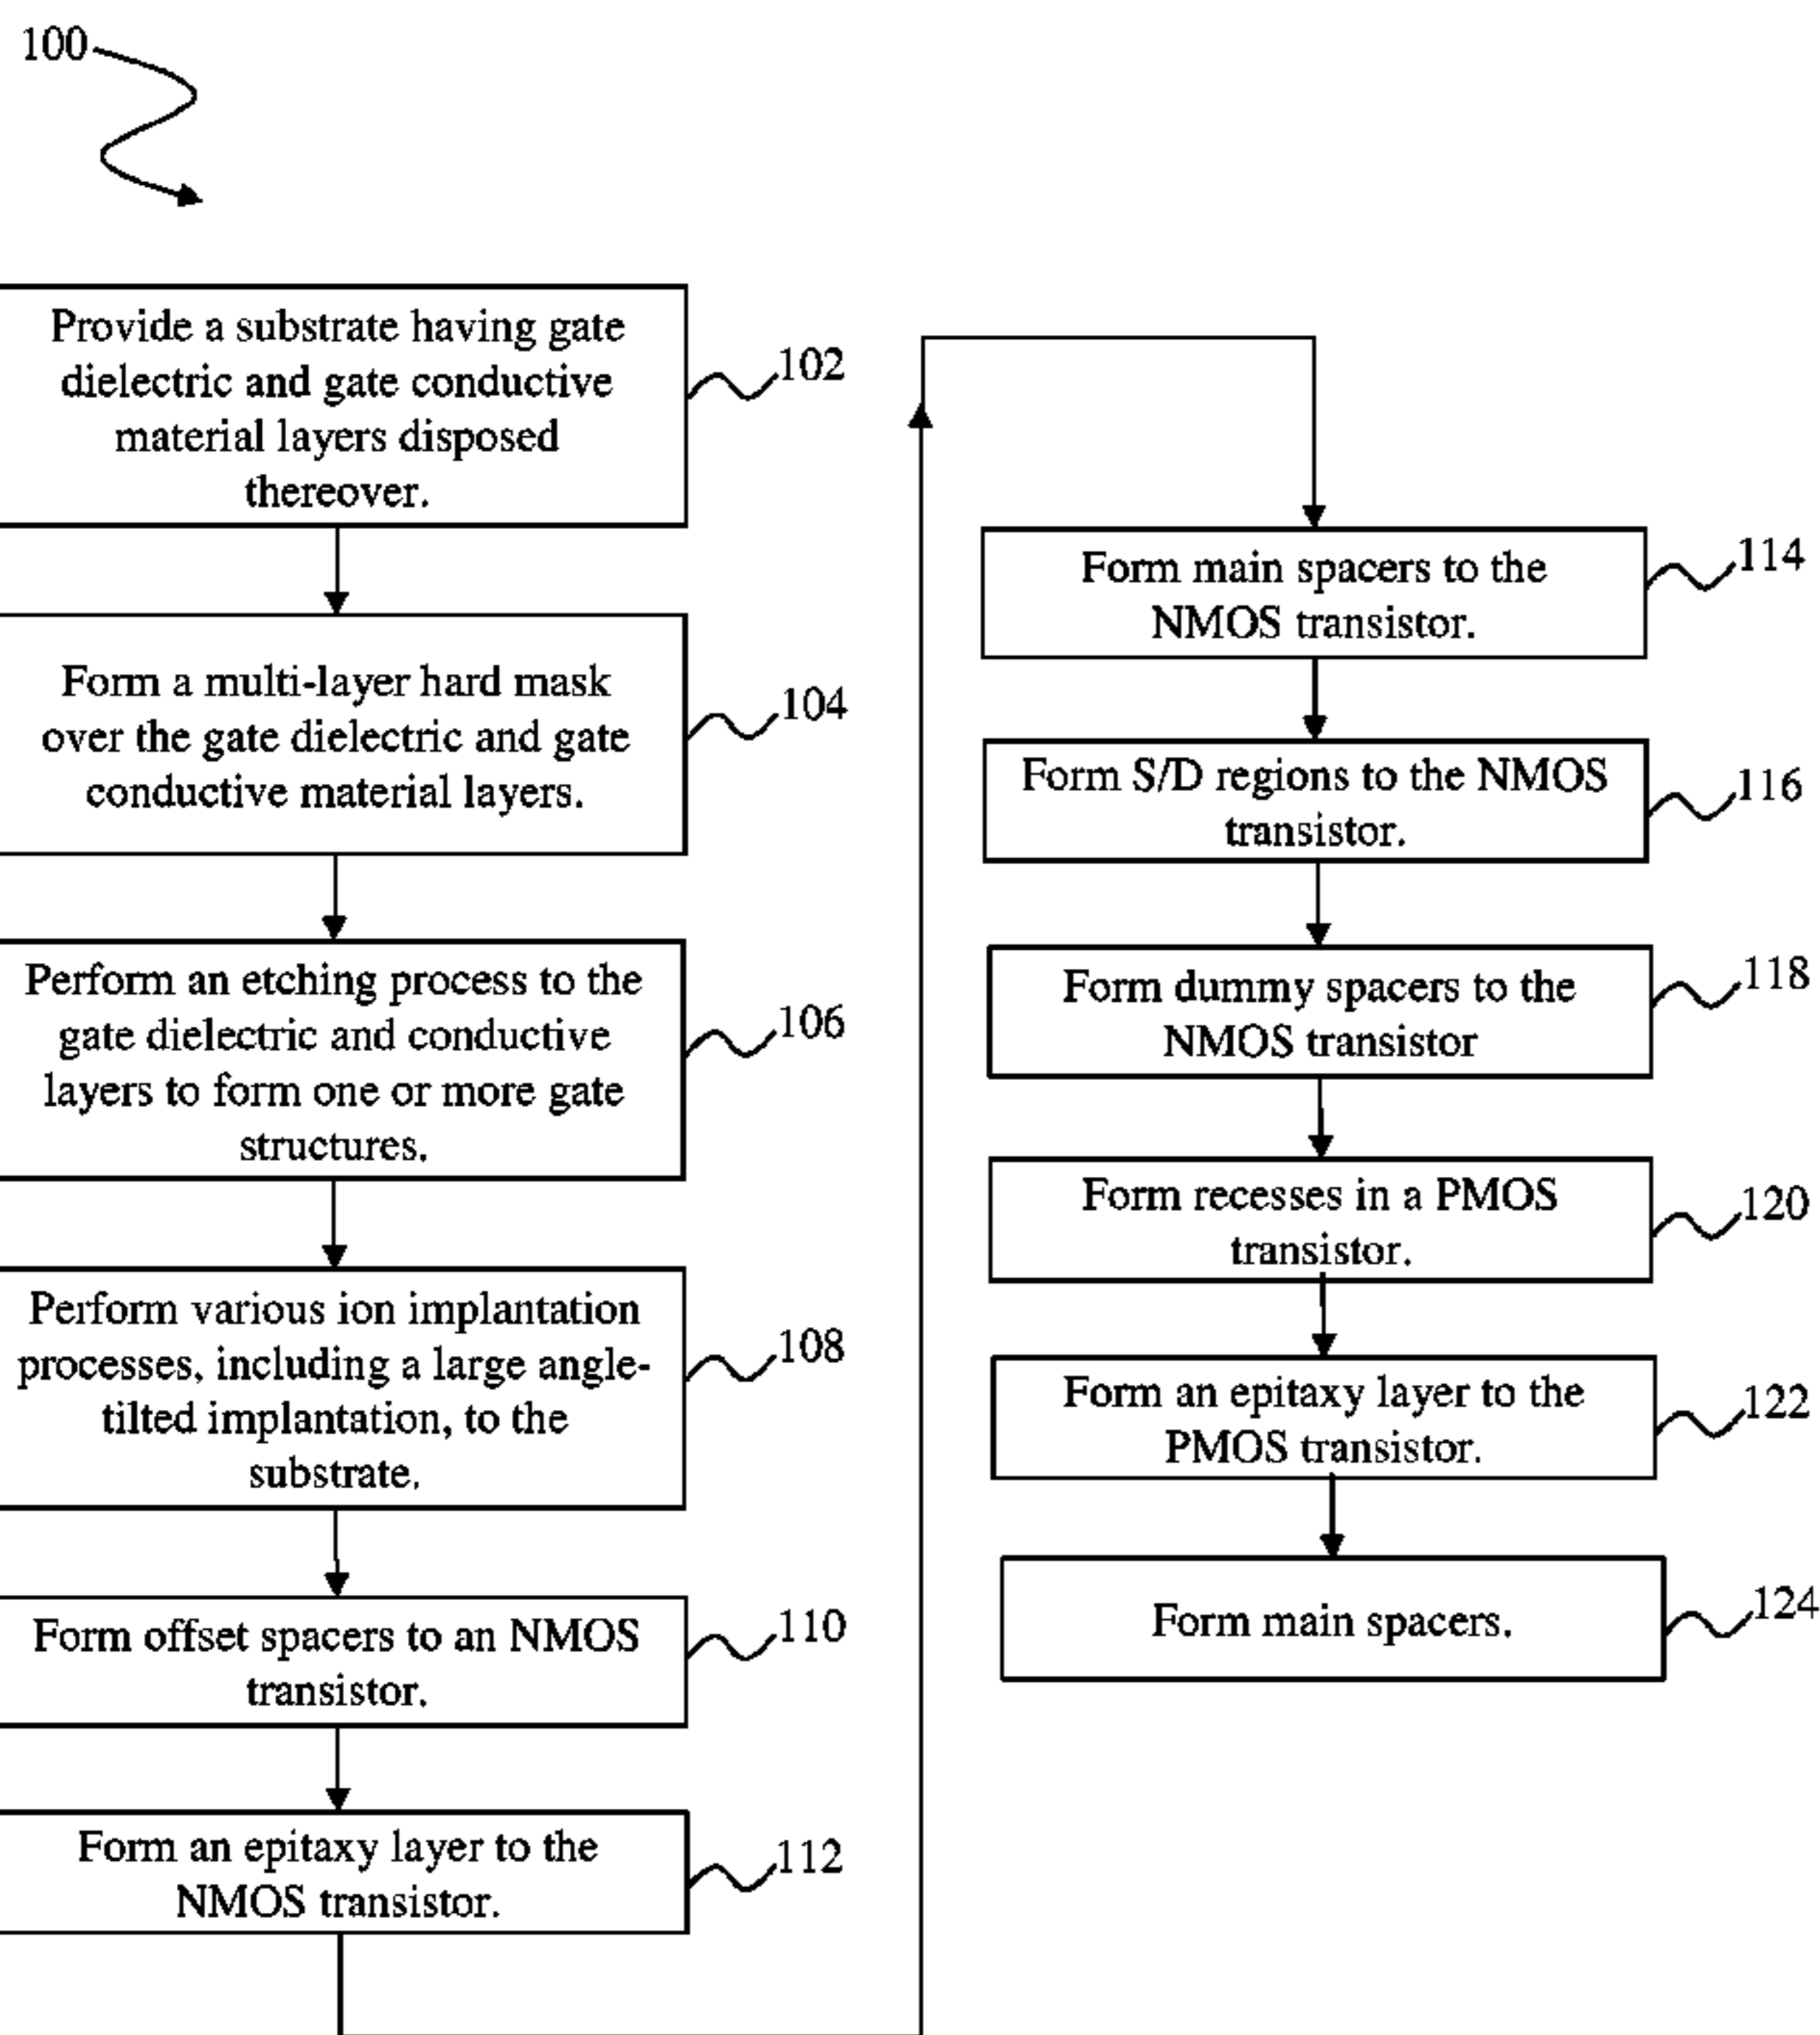 100
Provide a substrate having gate
dielectric and gate conductive
material layers disposed
thereover.
102
Form a multi-layer hard mask
over the gate dielectric and gate
conductive material layers.
104
Perform an etching process to the
gate dielectric and conductive
layers to form one or more gate
structures.
106
Perform various ion implantation
processes, including a large angle-
tilted implantation, to the
substrate.
108
Form offset spacers to an NMOS
transistor.
110
Form an epitaxy layer to the
NMOS transistor.
112
Form main spacers to the
NMOS transistor.
114
Form S/D regions to the NMOS
transistor.
116
Form dummy spacers to the
NMOS transistor
118
Form recesses in a PMOS
transistor.
120
Form an epitaxy layer to the
PMOS transistor.
122
Form main spacers.
124